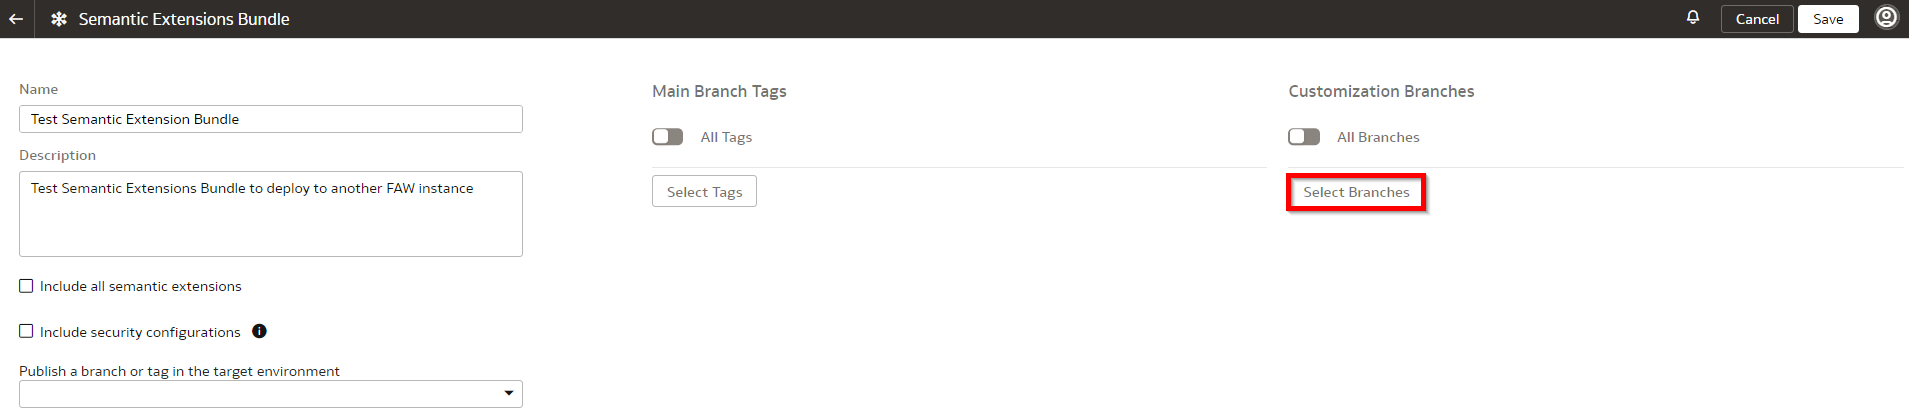 Semantic Extensions Bundle
Cancel
Save
Name
Test Semantic Extension Bundle
Description
Test Semantic Extensions Bundle to deploy to another FAW instance
Include all semantic extensions
Include security configurations
Publish a branch or tag in the target environment
Main Branch Tags
All Tags
Select Tags
Customization Branches
All Branches
Select Branches